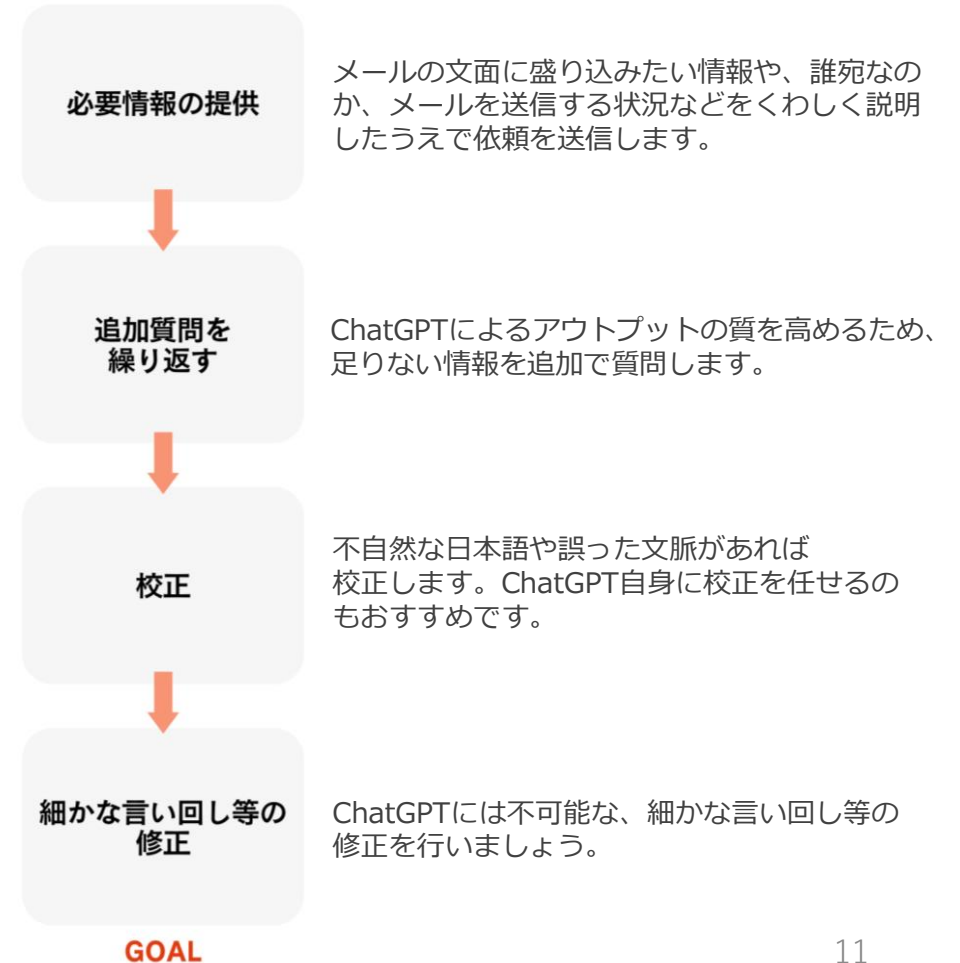 必要情報の提供
メールの文面に盛り込みたい情報や、誰宛なの
か、メールを送信する状況などをくわしく説明
したうえで依頼を送信します。
追加質問を
繰り返す
ChatGPTによるアウトプットの質を高めるため、
足りない情報を追加で質問します。
校正
不自然な日本語や誤った文脈があれば
校正します。ChatGPT自身に校正を任せるの
もおすすめです。
細かな言い回し等の
修正
ChatGPTには不可能な、細かな言い回し等の
修正を行いましょう。
GOAL
11